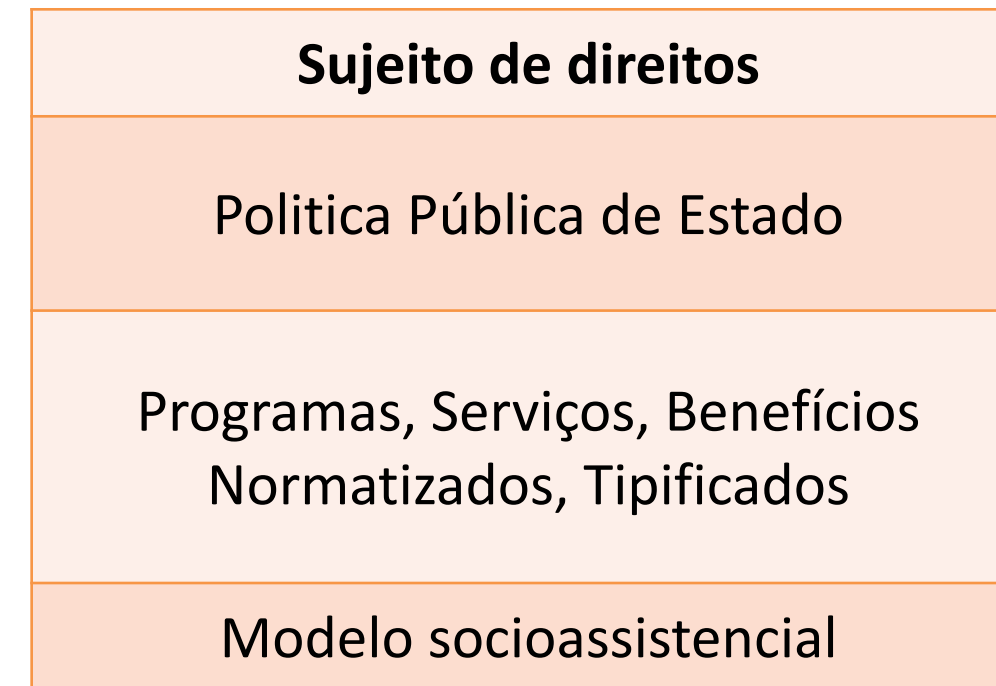 Sujeito de direitos
Politica Pública de Estado
Programas, Serviços, Benefícios
Normatizados, Tipificados
Modelo socioassistencial